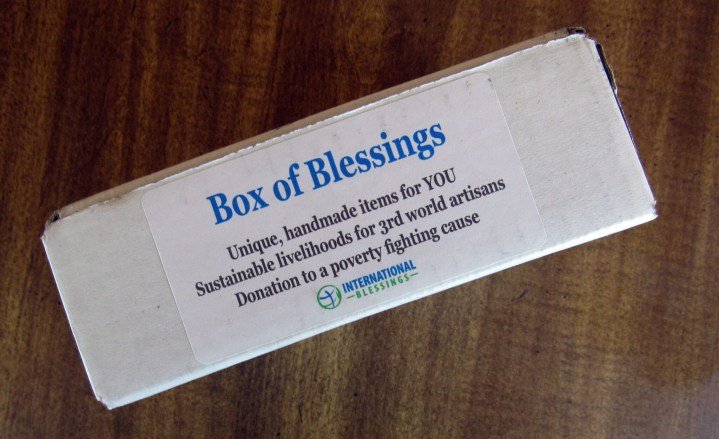 Box of Blessings
Unique, handmade items for YOU
Sustainable livelihoods for 3rd world artisans
Donation to a poverty fighting cause
INTERNATIONAL
BLESSINGS